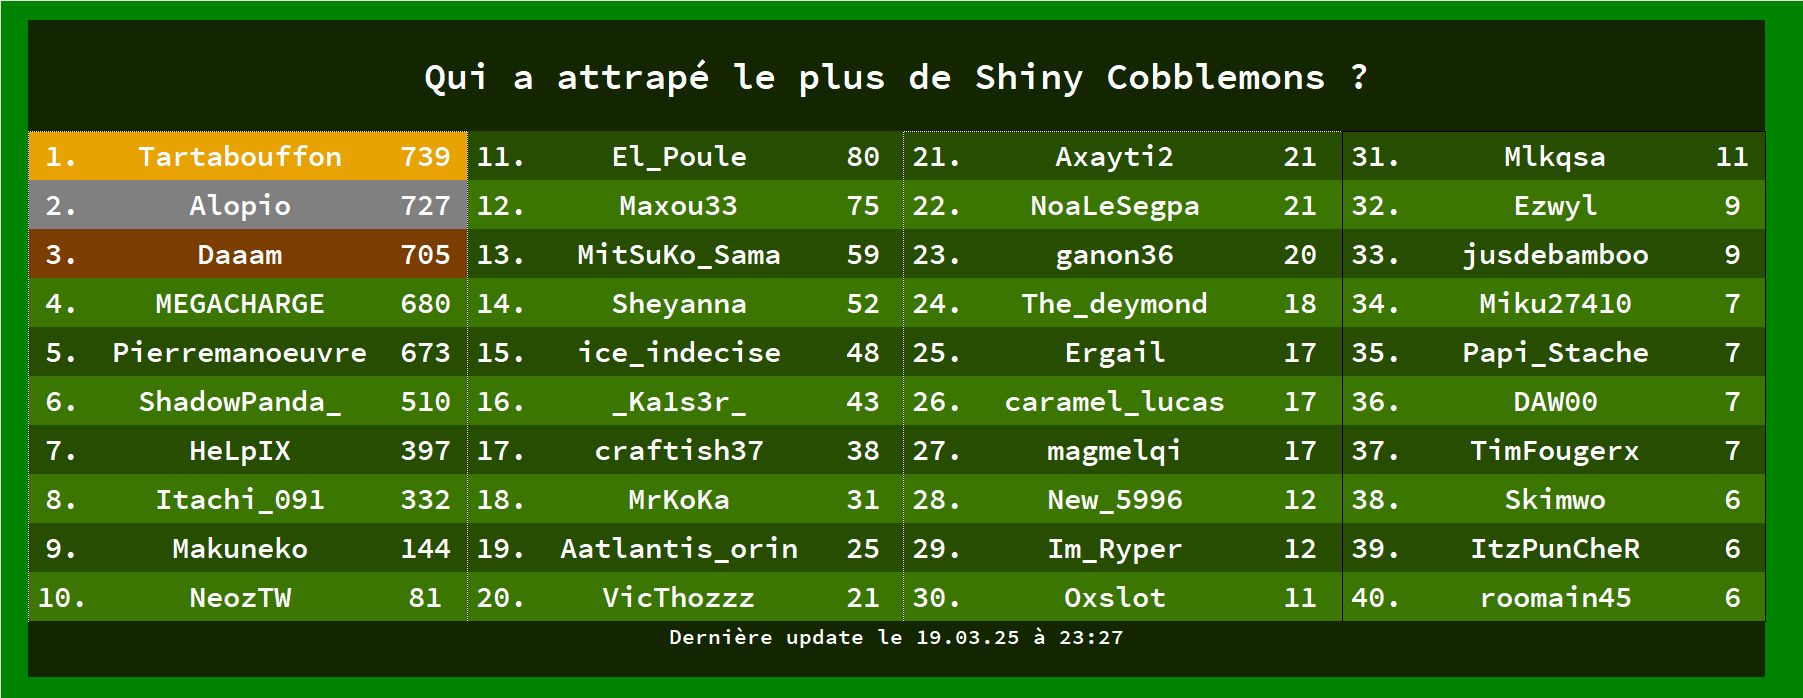 Qui a attrapé le plus de Shiny Cobblemons ?
1. Tartabouffon 739 11. El_Poule 80 21. Axayti2 21 31. Mlkqsa 11
2. Alopio 727 12. Maxou33 75 22. NoaLeSegpa 21 32. Ezwyl 9
3. Daaam 705 13. MitSuKo_Sama 59 23. ganon36 20 33. jusdebamboo 9
4. MEGACHARGE 680 14. Sheyanna 52 24. The_deymond 18 34. Miku27410 7
5. Pierremanoeuvre 673 15. ice_indecise 48 25. Ergail 17 35. Papi_Stache 7
6. ShadowPanda_ 510 16. _Ka1s3r_ 43 26. caramel_lucas 17 36. DAW00 7
7. HeLpIX 397 17. craftish37 38 27. magmelqi 17 37. TimFougerx 7
8. Itachi_091 332 18. MrKoKa 31 28. New_5996 12 38. Skimwo 6
9. Makuneko 144 19. Aatlantis_orin 25 29. Im_Ryper 12 39. ItzPunCheR 6
10. NeozTW 81 20. VicThozzz 21 30. Oxslot 11 40. roomain45 6
Dernière update le 19.03.25 à 23:27